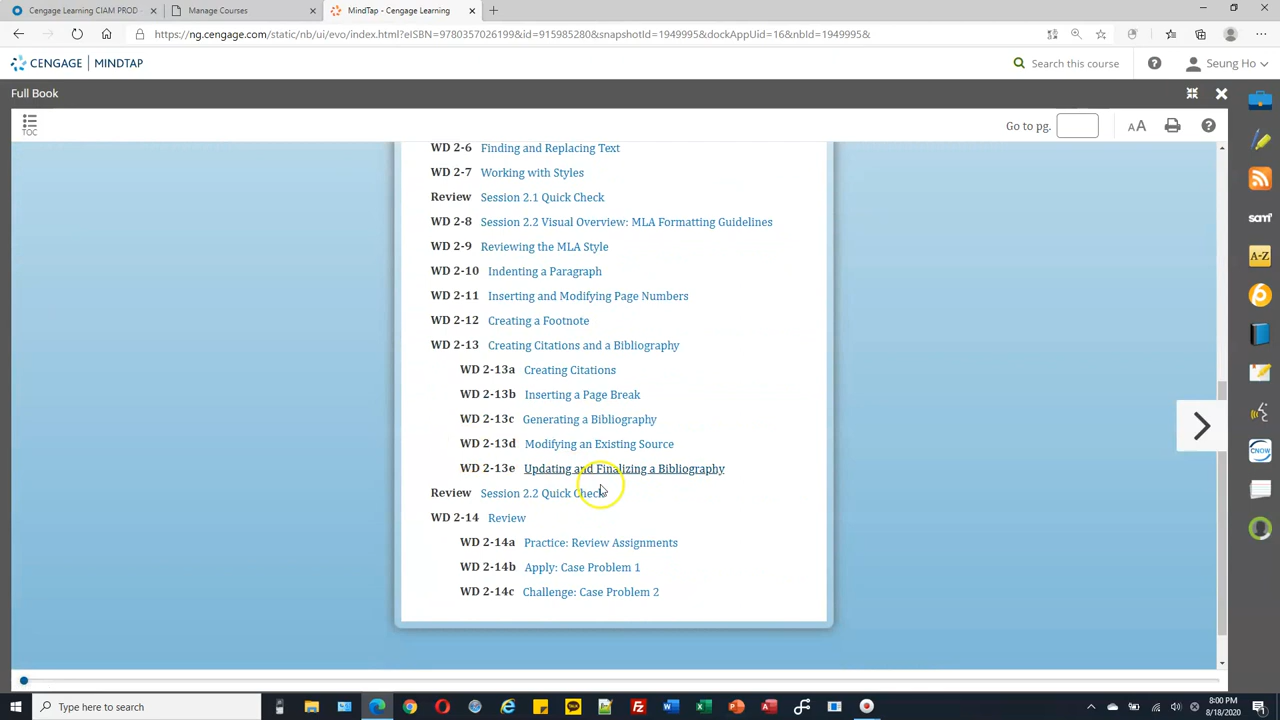 Cengage Learning CIAM PROD
Manage Courses
MindTap - Cengage Learning
https://ng.cengage.com/static/nb/ui/evo/index.html?eISBN=9780357026199&id=915985280&snapshotId=1949995&dockAppUid=16&nbId=1949995&
CENGAGE | MINDTAP
Search this course
Seung Ho
Full Book
TOC
Go to pg.
AA
WD 2-6 Finding and Replacing Text
WD 2-7 Working with Styles
Review Session 2.1 Quick Check
WD 2-8 Session 2.2 Visual Overview: MLA Formatting Guidelines
WD 2-9 Reviewing the MLA Style
WD 2-10 Indenting a Paragraph
WD 2-11 Inserting and Modifying Page Numbers
WD 2-12 Creating a Footnote
WD 2-13 Creating Citations and a Bibliography
WD 2-13a Creating Citations
WD 2-13b Inserting a Page Break
WD 2-13c Generating a Bibliography
WD 2-13d Modifying an Existing Source
WD 2-13e Updating and Finalizing a Bibliography
Review Session 2.2 Quick Check
WD 2-14 Review
WD 2-14a Practice: Review Assignments
WD 2-14b Apply: Case Problem 1
WD 2-14c Challenge: Case Problem 2
sam
A-Z
CNOW
Type here to search
8:00 PM
8/18/2020